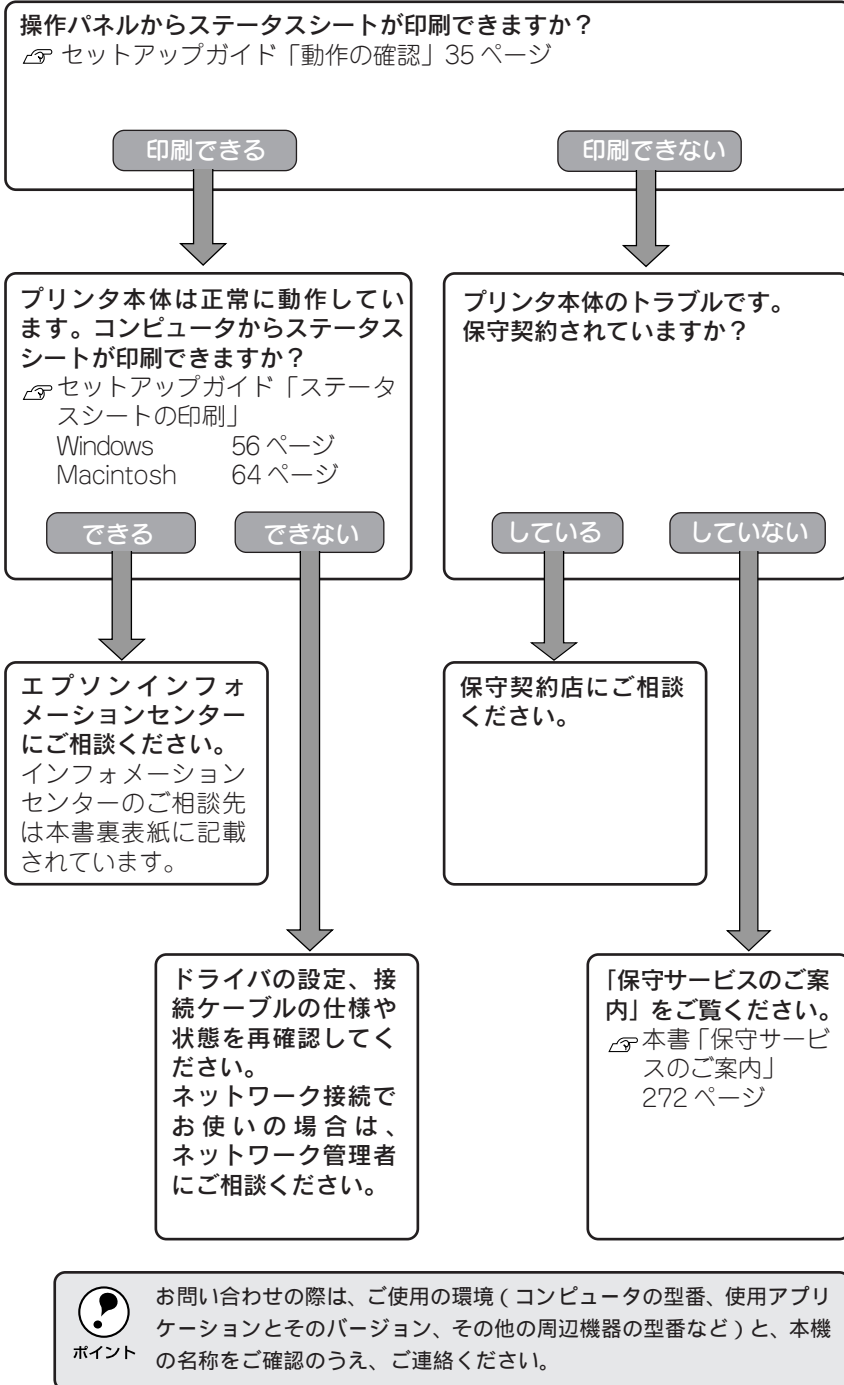 操作パネルからステータスシートが印刷できますか？
セットアップガイド「動作の確認」35 ページ
印刷できる
印刷できない
プリンタ本体は正常に動作してい
ます。コンピュータからステータス
シートが印刷できますか？
セットアップガイド「ステータ
スシートの印刷」
Windows 56 ページ
Macintosh 64 ページ
できる
できない
プリンタ本体のトラブルです。
保守契約されていますか？
している
していない
エプソンインフォ
メーションセンター
にご相談ください。
インフォメーション
センターのご相談先
は本書裏表紙に記載
されています。
保守契約店にご相談
ください。
ドライバの設定、接
続ケーブルの仕様や
状態を再確認してく
ださい。
ネットワーク接続で
お使いの場合は、
ネットワーク管理者
にご相談ください。
「保守サービスのご案
内」をご覧ください。
本書「保守サービ
スのご案内」
272 ページ
ポイント
お問い合わせの際は、ご使用の環境（コンピュータの型番、使用アプリ
ケーションとそのバージョン、その他の周辺機器の型番など）と、本機
の名称をご確認のうえ、ご連絡ください。